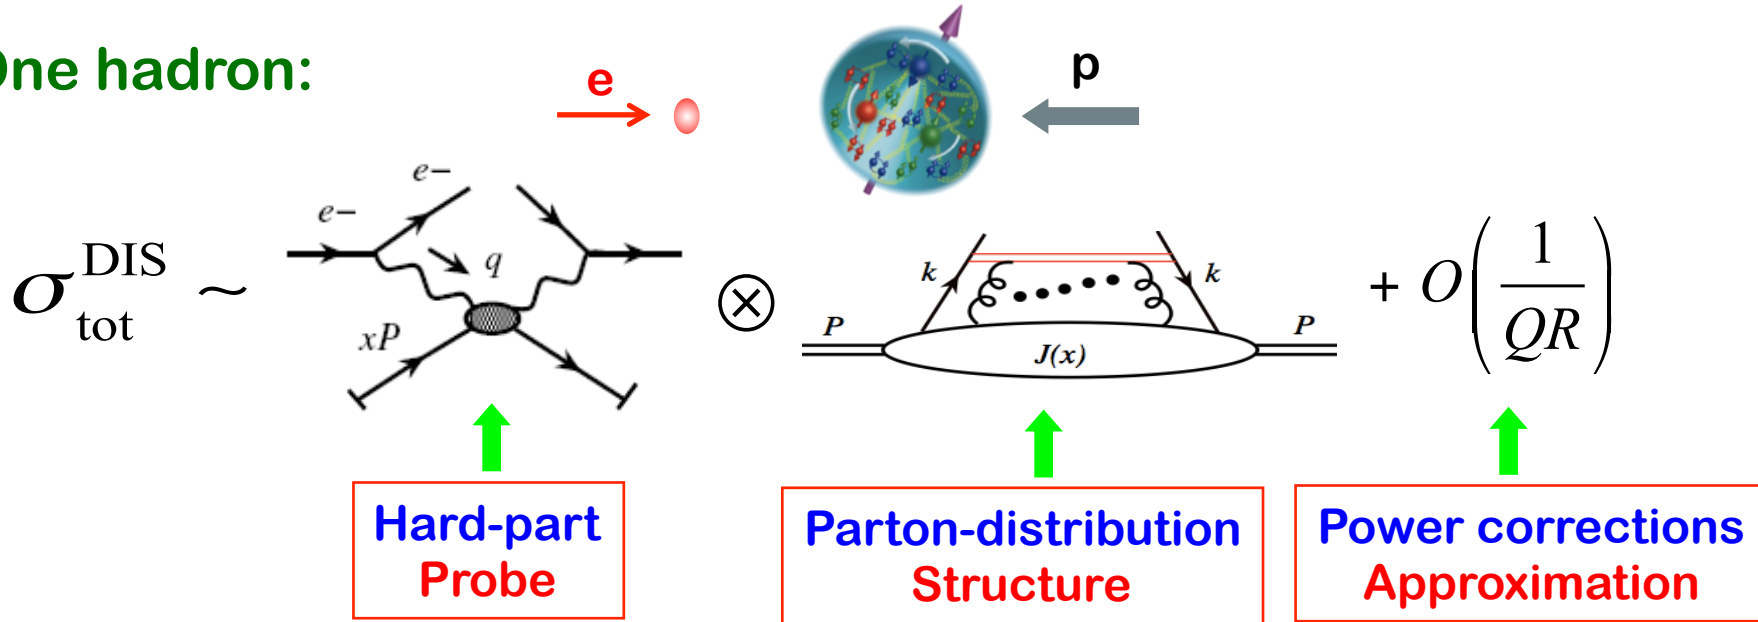 One hadron:
e
p
σ_tot^DIS ~
e−
e−
q
xP
⊗
k
k
P
P
J(x)
+ O(1/QR)
Hard-part
Probe
Parton-distribution
Structure
Power corrections
Approximation